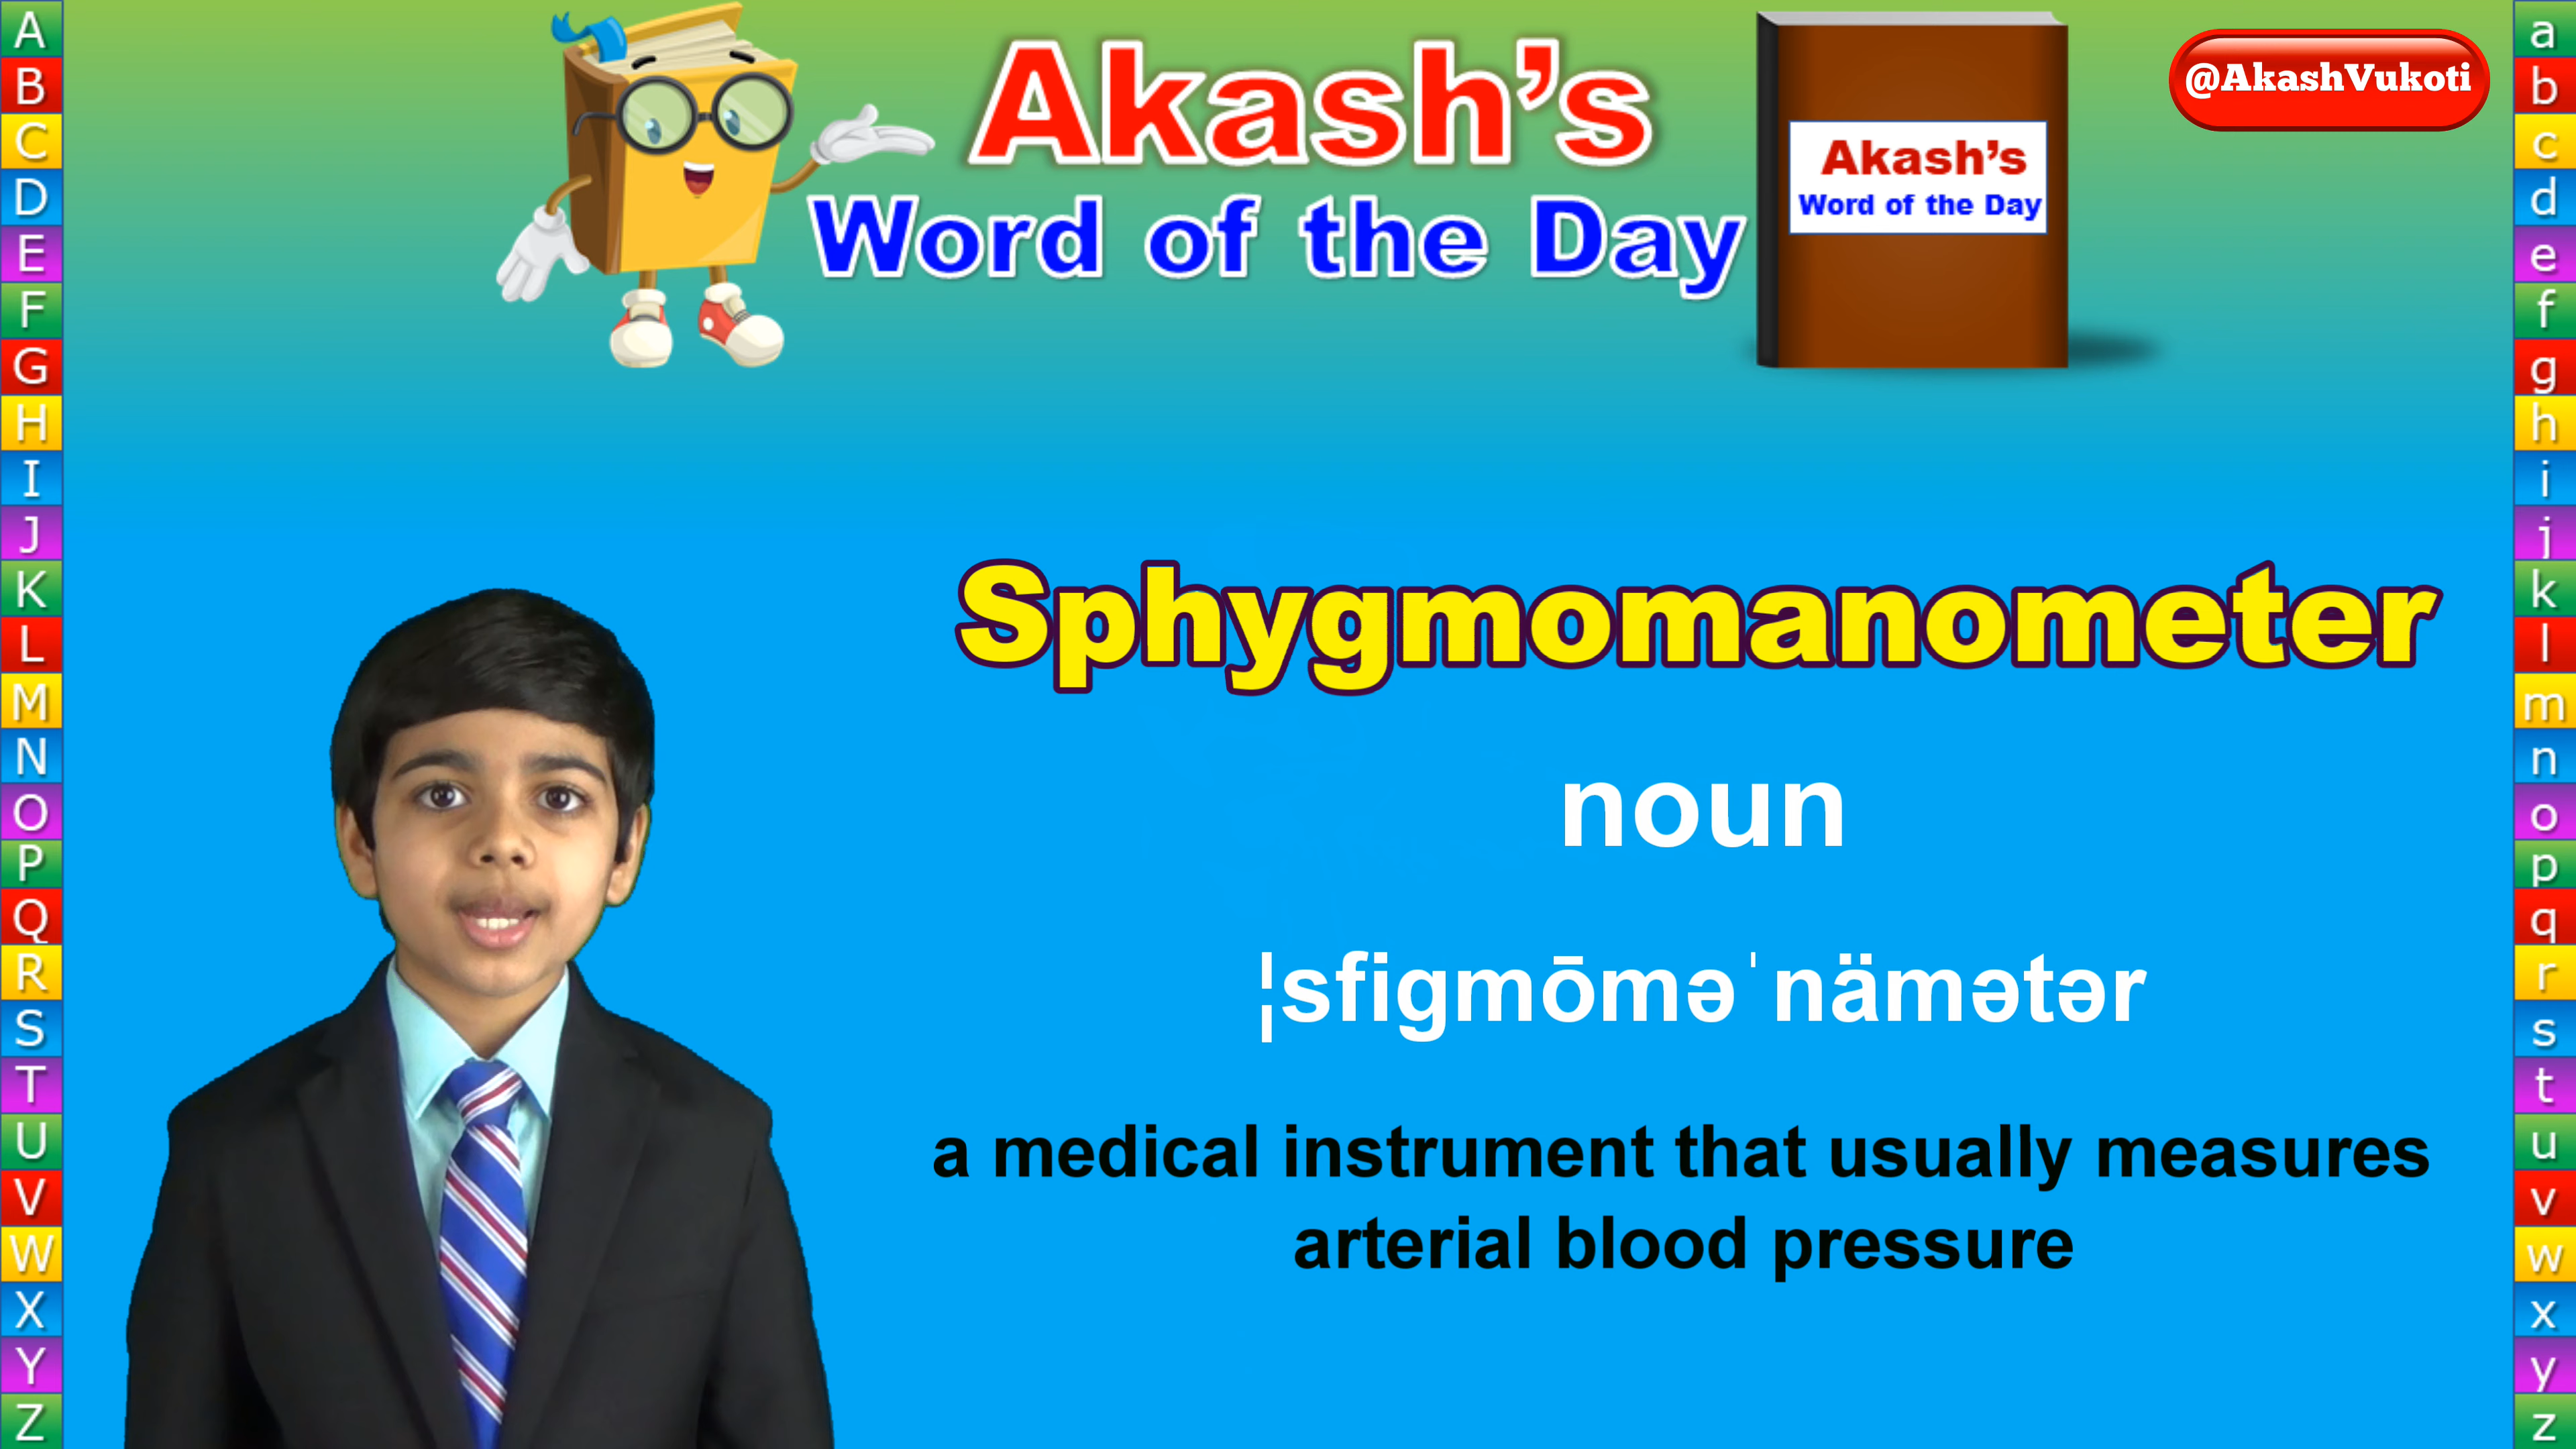 Akash’s
Word of the Day
Akash’s
Word of the Day
@AkashVukoti
Sphygmomanometer
noun
¦sfigmōməˈnämətər
a medical instrument that usually measures
arterial blood pressure
A
B
C
D
E
F
G
H
I
J
K
L
M
N
O
P
Q
R
S
T
U
V
W
X
Y
Z
a
b
c
d
e
f
g
h
i
j
k
l
m
n
o
p
q
r
s
t
u
v
w
x
y
z